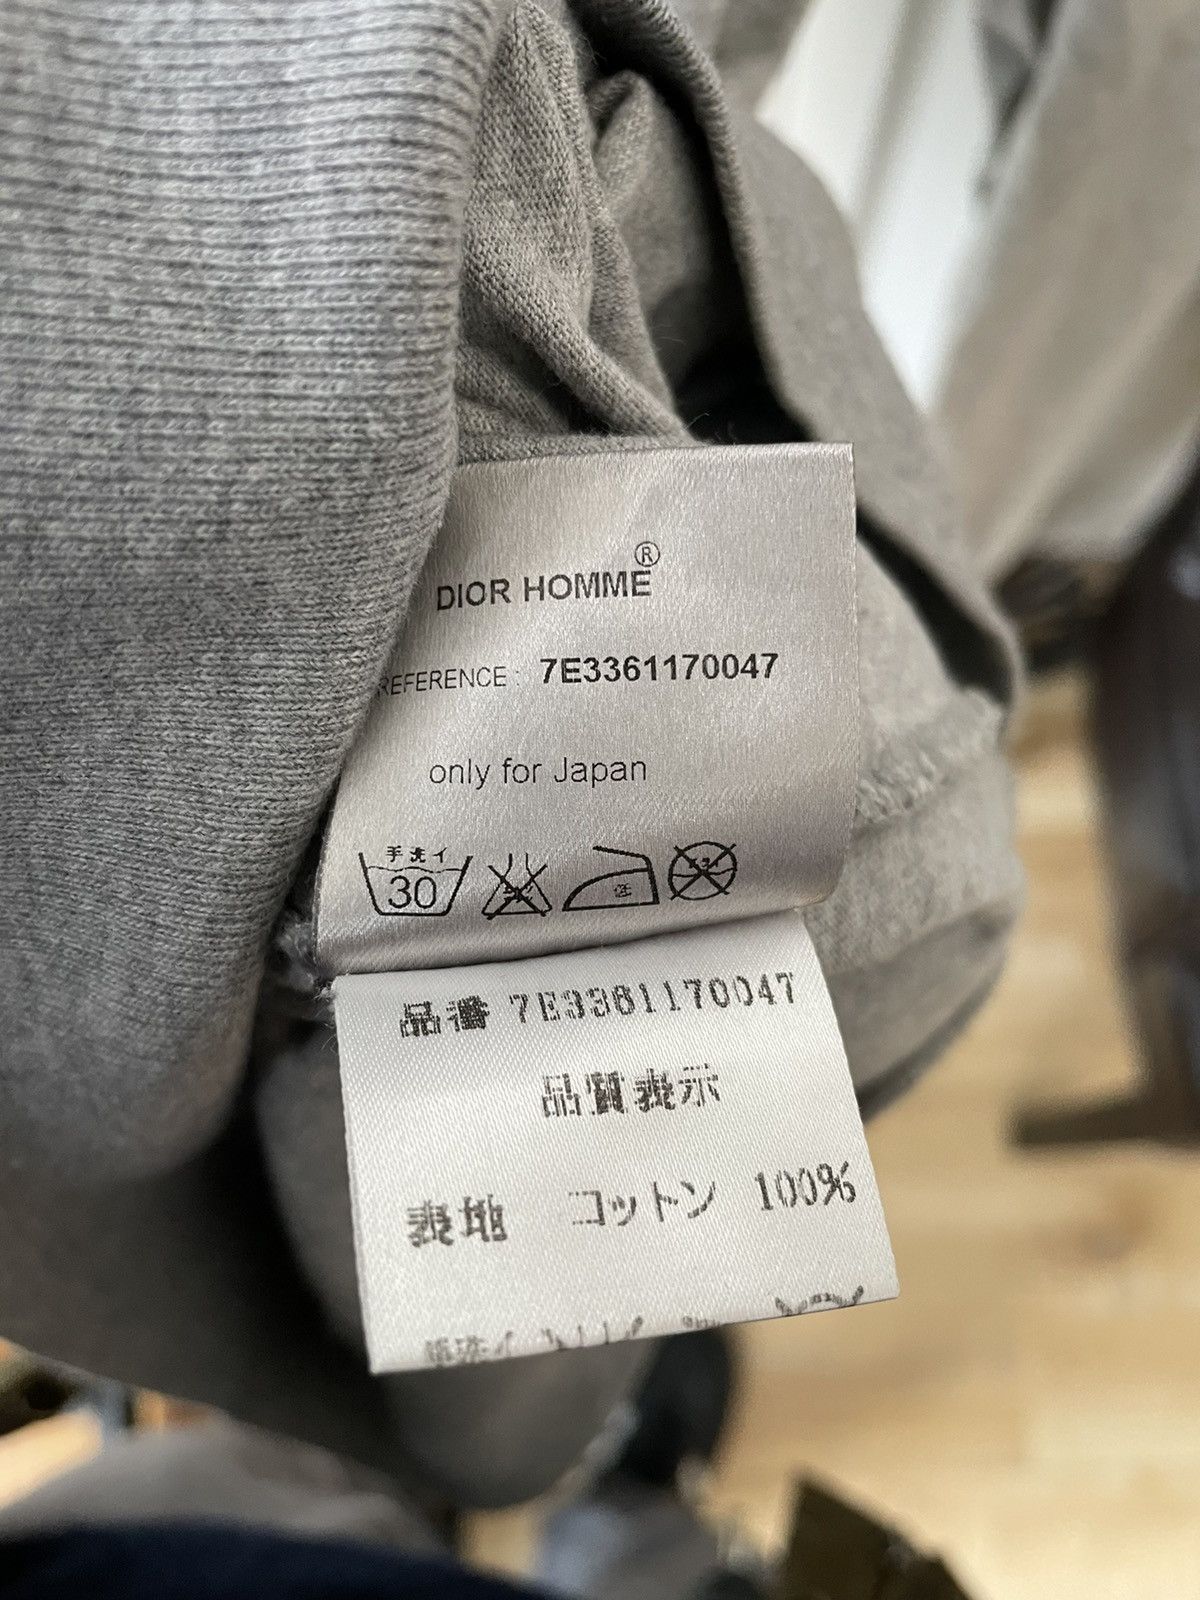 DIOR HOMME®
REFERENCE : 7E3361170047
only for Japan
手洗イ
30
低
品番 7E3361170047
品質表示
表地 コットン 100%